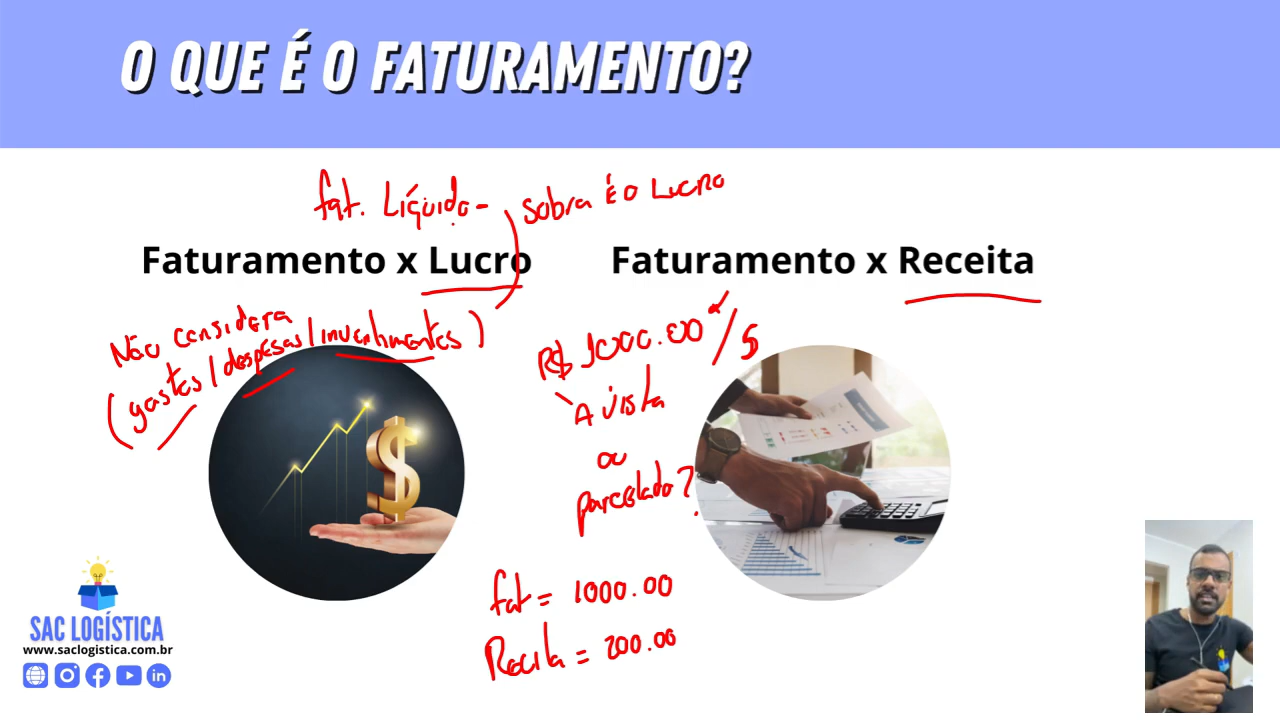 O QUE É O FATURAMENTO?
fat. Líquido - sobra É o Lucro
Faturamento x Lucro
Não considera
(gastos / despesas / investimentos)
Faturamento x Receita
R$ 1000.00 / 5
À vista
ou
parcelado?
fat = 1000.00
Receita = 200.00
SAC LOGÍSTICA
www.saclogistica.com.br